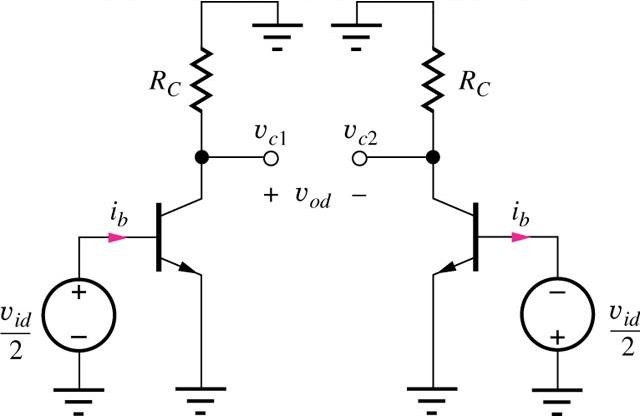 R_C
R_C
v_c1
v_c2
+ v_od −
i_b
i_b
+
−
v_id/2
−
+
v_id/2